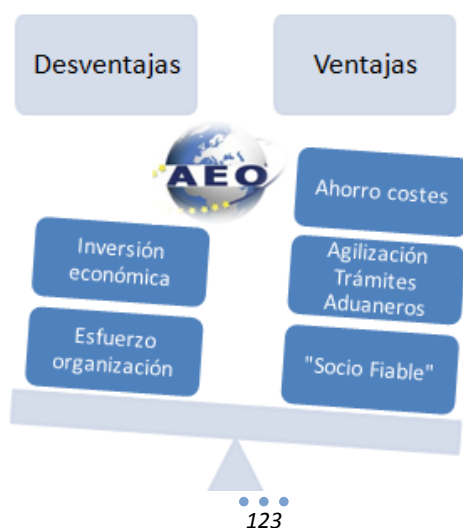 Desventajas
Ventajas
AEO
Inversión
económica
Esfuerzo
organización
Ahorro costes
Agilización
Trámites
Aduaneros
"Socio Fiable"
123